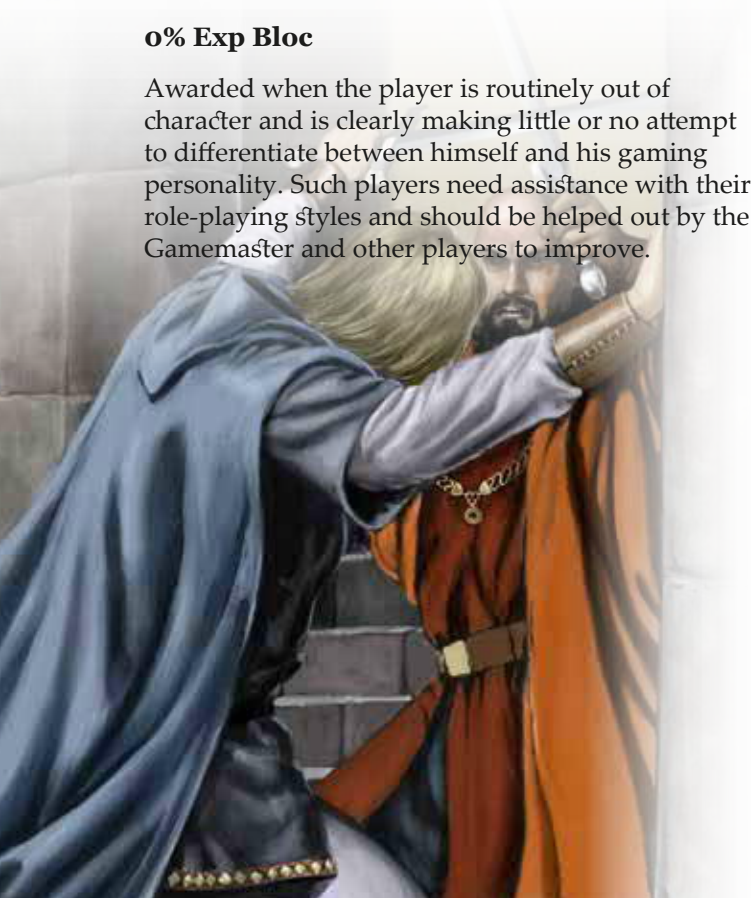 0% Exp Bloc
Awarded when the player is routinely out of
character and is clearly making little or no attempt
to differentiate between himself and his gaming
personality. Such players need assistance with their
role-playing styles and should be helped out by the
Gamemaster and other players to improve.